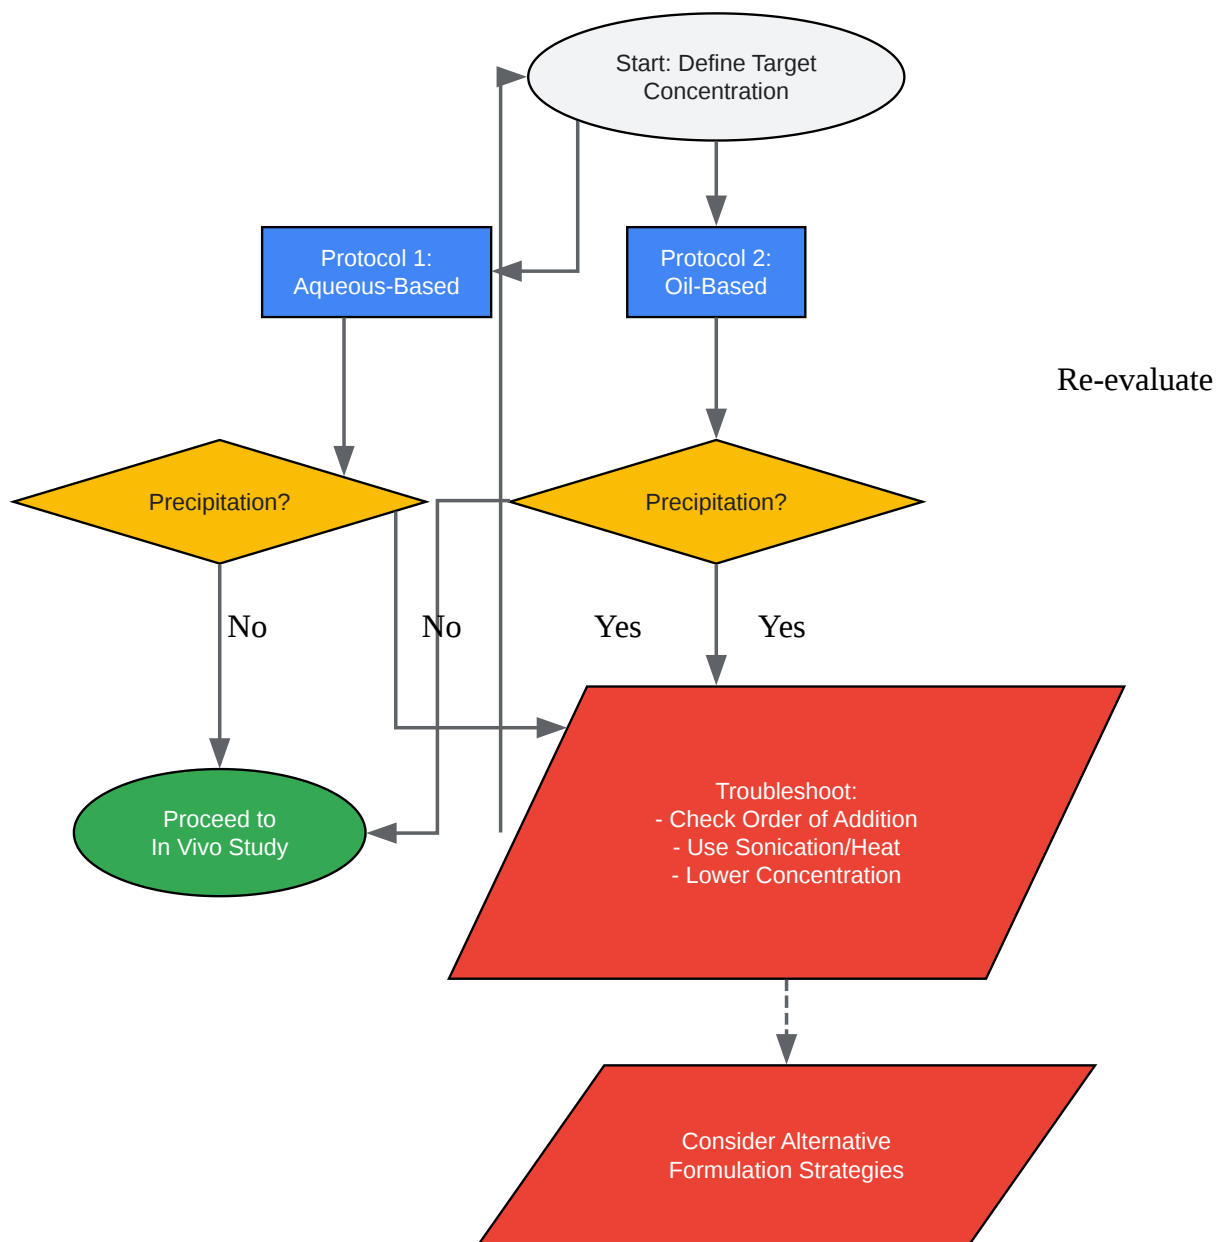 Start: Define Target
Concentration
Protocol 1:
Aqueous-Based
Protocol 2:
Oil-Based
Re-evaluate
Precipitation?
Precipitation?
No
No
Yes
Yes
Proceed to
In Vivo Study
Troubleshoot:
- Check Order of Addition
- Use Sonication/Heat
- Lower Concentration
Consider Alternative
Formulation Strategies